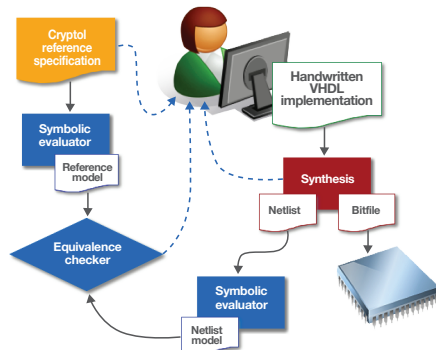 Cryptol
reference
specification
Handwritten
VHDL
implementation
Symbolic
evaluator
Reference
model
Synthesis
Netlist
Bitfile
Equivalence
checker
Symbolic
evaluator
Netlist
model